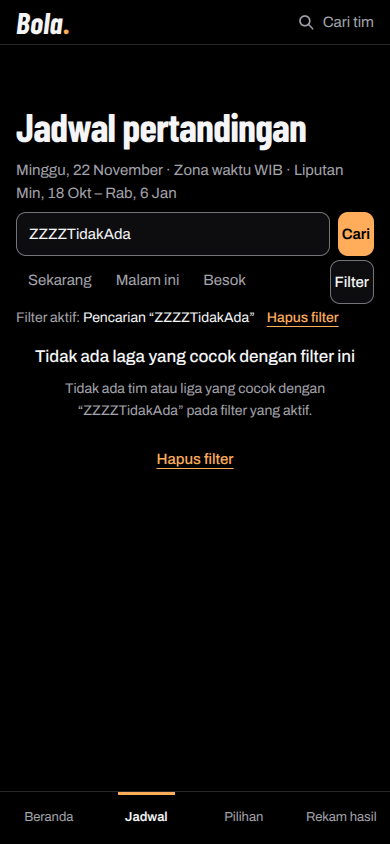 Bola.
Cari tim
Jadwal pertandingan
Minggu, 22 November · Zona waktu WIB · Liputan
Min, 18 Okt – Rab, 6 Jan
ZZZZTidakAda
Cari
Sekarang
Malam ini
Besok
Filter
Filter aktif: Pencarian “ZZZZTidakAda” Hapus filter
Tidak ada laga yang cocok dengan filter ini
Tidak ada tim atau liga yang cocok dengan
“ZZZZTidakAda” pada filter yang aktif.
Hapus filter
Beranda
Jadwal
Pilihan
Rekam hasil